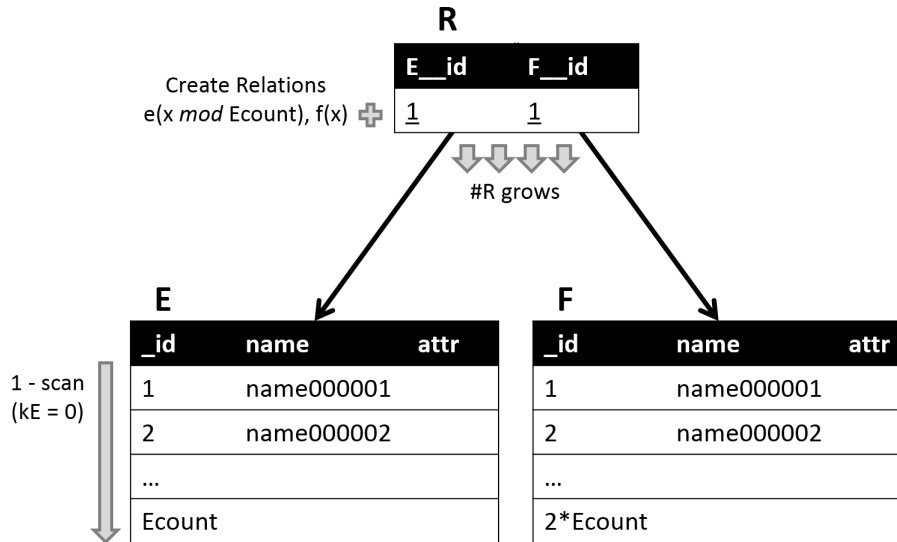 R
E__id F__id
Create Relations
e(x mod Ecount), f(x)
1 1
#R grows
E
F
_id name attr
_id name attr
1 - scan
(kE = 0)
1 name000001
1 name000001
2 name000002
2 name000002
...
...
Ecount
2*Ecount